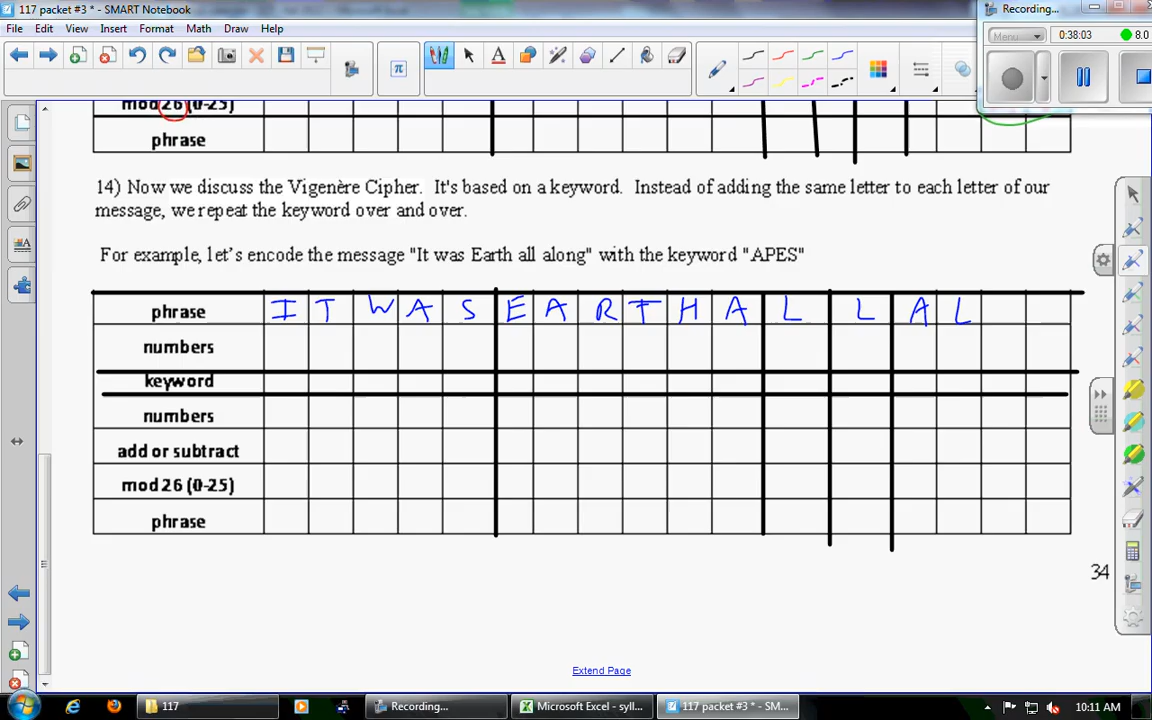 117 packet #3 * - SMART Notebook
Recording...
File Edit View Insert Format Math Draw Help
Menu 0:38:03 8.0
π A
mod 26 (0-25)
phrase
14) Now we discuss the Vigenère Cipher. It's based on a keyword. Instead of adding the same letter to each letter of our
message, we repeat the keyword over and over.
For example, let's encode the message "It was Earth all along" with the keyword "APES"
phrase I T W A S E A R T H A L L A L
numbers
keyword
numbers
add or subtract
mod 26 (0-25)
phrase
34
Extend Page
117 Recording... Microsoft Excel - syll... 117 packet #3 * - SM... 10:11 AM